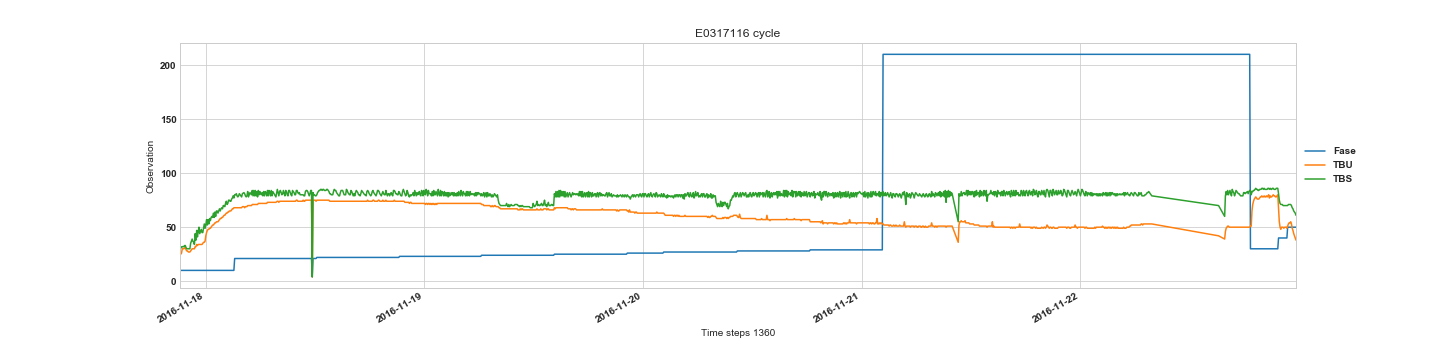 E0317116 cycle
200
150
100
50
0
Observation
2016-11-18
2016-11-19
2016-11-20
2016-11-21
2016-11-22
Time steps 1360
Fase
TBU
TBS